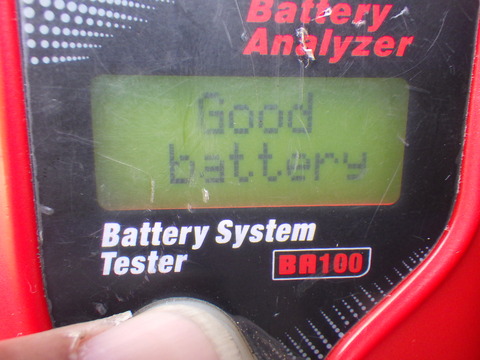 Battery
Analyzer
Good
battery
Battery System
Tester
BA100